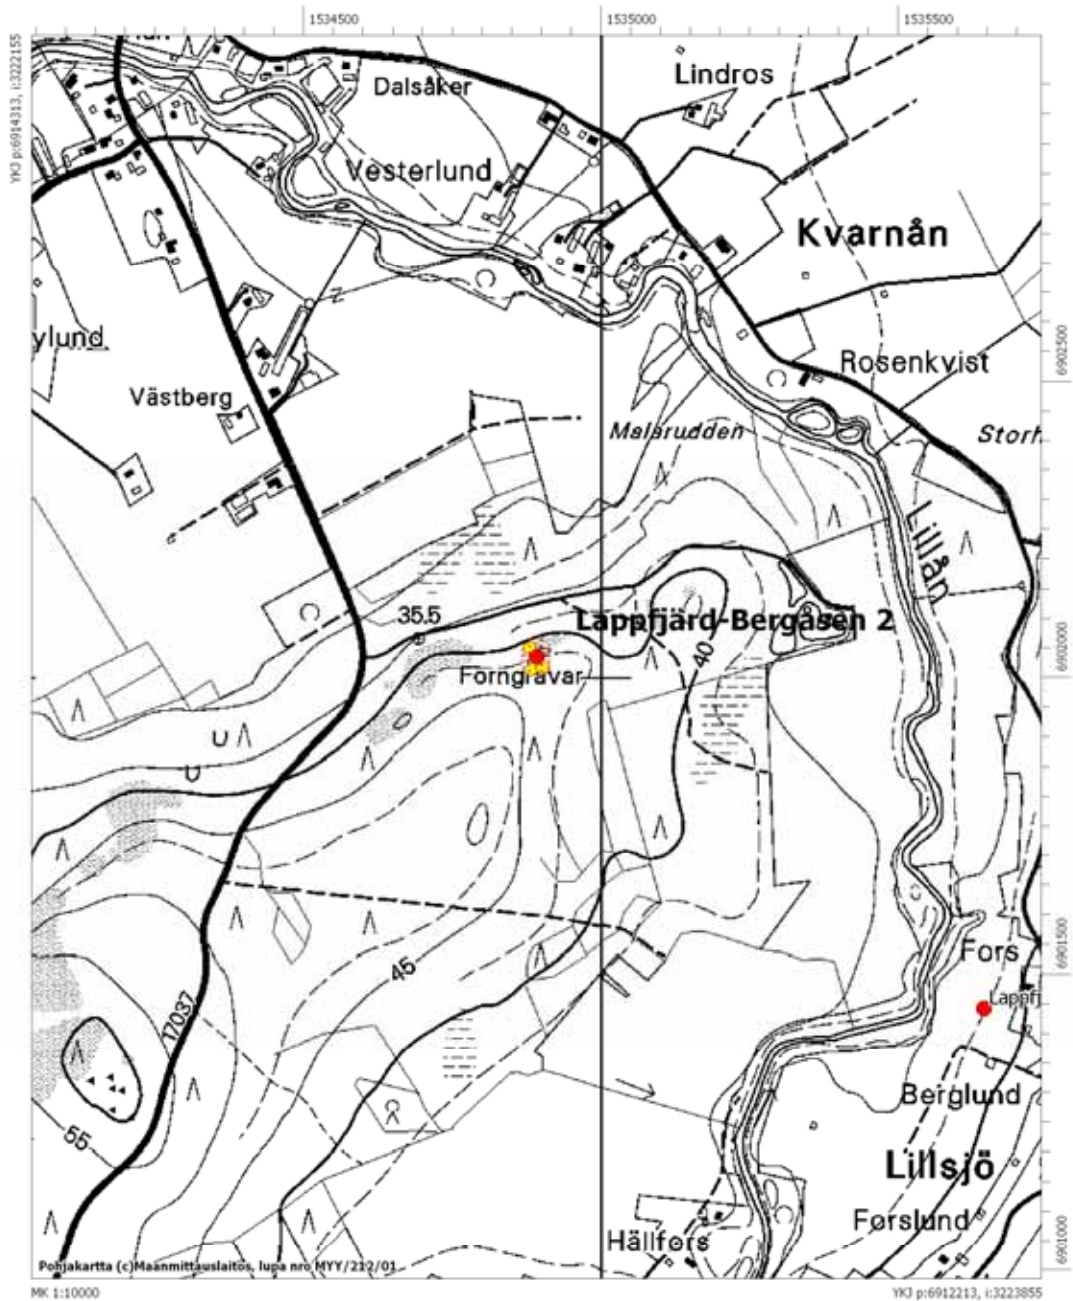 1534500
1535000
1535500
YKJ p:6914313, i:3222155
Dalsåker
Lindros
Vesterlund
Kvarnån
ylund
Västberg
Rosenkvist
6902500
Malarudden
Storh
Lillån
35.5
Lappfjärd-Bergåsen 2
40
Forngravar
6902000
U
U
6901500
Fors
45
Lappfj
17037
Berglund
55
Lillsjö
Forslund
Hällfors
6901000
Pohjakartta (c)Maanmittauslaitos, lupa nro MYY/212/01
MK 1:10000
YKJ p:6912213, i:3223855